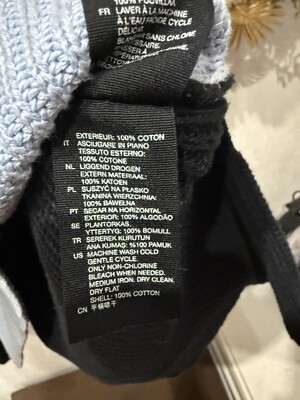 100% POLIAMIDA
FR LAVER À LA MACHINE
À L'EAU FROIDE CYCLE
DÉLICAT
BLANCHIR SANS CHLORE
EXTERIEUR: 100% COTON
IT ASCIUGARE IN PIANO
TESSUTO ESTERNO:
100% COTONE
NL LIGGEND DROGEN
EXTERN MATERIAAL:
100% KATOEN
PL SUSZYĆ NA PŁASKO
TKANINA WIERZCHNIA:
100% BAWEŁNA
PT SECAR NA HORIZONTAL
EXTERIOR: 100% ALGODÃO
SE PLANTORKAS.
YTTERTYG: 100% BOMULL
TR SEREREK KURUTUN
ANA KUMAŞ: %100 PAMUK
US MACHINE WASH COLD
GENTLE CYCLE.
ONLY NON-CHLORINE
BLEACH WHEN NEEDED.
MEDIUM IRON. DRY CLEAN.
DRY FLAT
SHELL: 100% COTTON
CN 平铺晾干